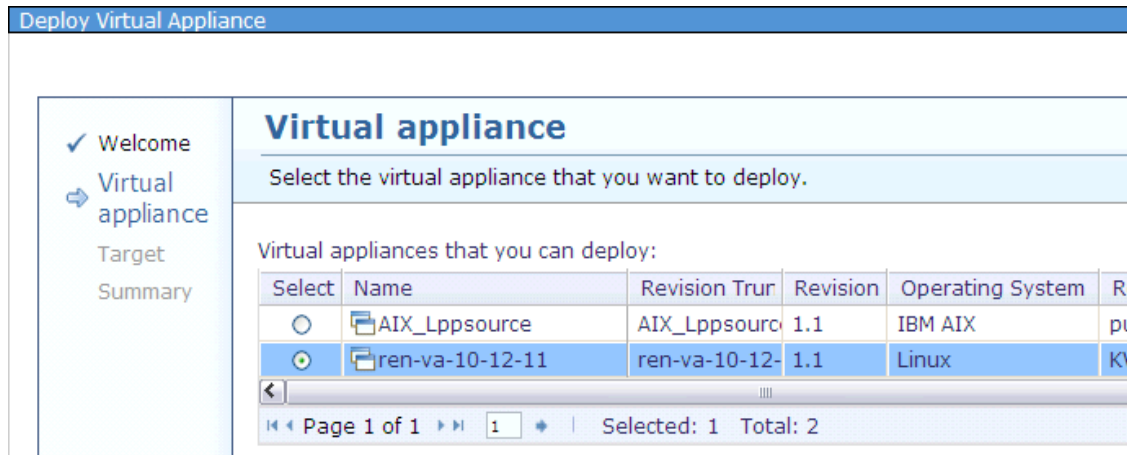 Deploy Virtual Appliance
Welcome
Virtual
appliance
Target
Summary
Virtual appliance
Select the virtual appliance that you want to deploy.
Virtual appliances that you can deploy:
Select Name Revision Trun Revision Operating System R
AIX_Lppsource AIX_Lppsourc 1.1 IBM AIX pu
ren-va-10-12-11 ren-va-10-12- 1.1 Linux KV
Page 1 of 1 1 Selected: 1 Total: 2